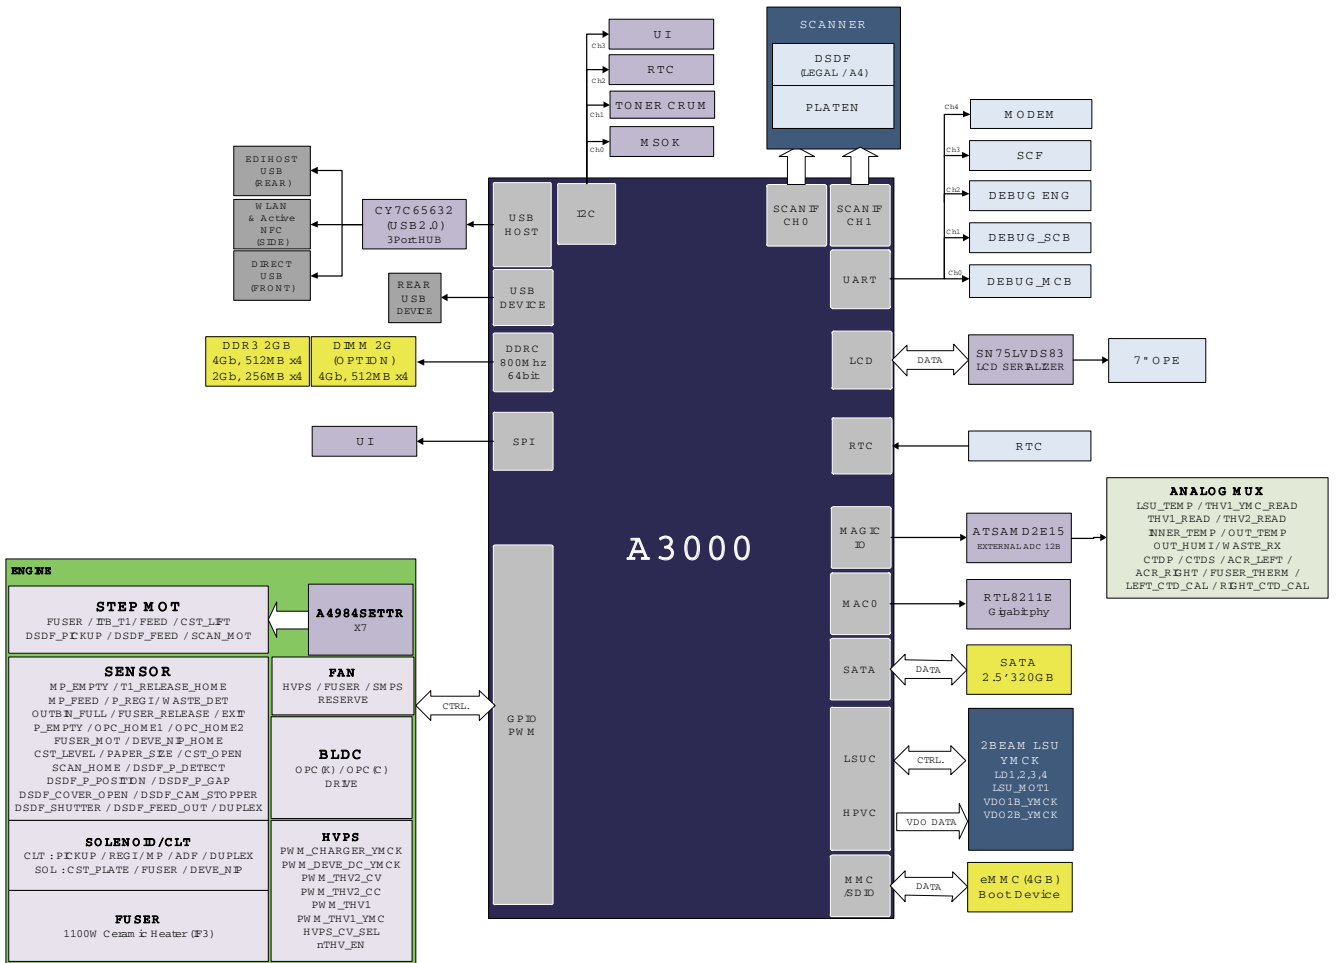 UI
Ch3
RTC
Ch2
TONER CRUM
Ch1
MSOK
Ch0
SCANNER
DSDF
(LEGAL / A4)
PLATEN
Ch4
MODEM
Ch3
SCF
Ch2
DEBUG ENG
Ch1
DEBUG_SCB
Ch0
DEBUG_MCB
EDIHOST
USB
(REAR)
WLAN
& Active
NFC
(SIDE)
DIRECT
USB
(FRONT)
CY7C65632
(USB2.0)
3PortHUB
USB
HOST
I2C
SCANIF
CH0
SCANIF
CH1
UART
REAR
USB
DEVICE
USB
DEVICE
DDR3 2GB
4Gb, 512MB x4
2Gb, 256MB x4
DIMM 2G
(OPTION)
4Gb, 512MB x4
DDRC
800Mhz
64bit
LCD
DATA
SN75LVDS83
LCD SERIALIZER
7" OPE
UI
SPI
RTC
RTC
A3000
MAGIC
IO
ATSAMD2E15
EXTERNAL ADC 12B
ANALOG MUX
LSU_TEMP / THV1_YMC_READ
THV1_READ / THV2_READ
INNER_TEMP / OUT_TEMP
OUT_HUMI / WASTE_RX
CTDP / CTDS / ACR_LEFT /
ACR_RIGHT / FUSER_THERM /
LEFT_CTD_CAL / RIGHT_CTD_CAL
MAC0
RTL8211E
Gigabitphy
SATA
DATA
SATA
2.5' 320GB
LSUC
CTRL.
HPVC
VDO DATA
2BEAM LSU
YMCK
LD1,2,3,4
LSU_MOT1
VDO1B_YMCK
VDO2B_YMCK
MMC
/SDIO
DATA
eMMC (4GB)
Boot Device
GPIO
PWM
CTRL.
ENGINE
STEP MOT
FUSER / ITB_T1 / FEED / CST_LIFT
DSDF_PICKUP / DSDF_FEED / SCAN_MOT
A4984SETTR
X7
SENSOR
MP_EMPTY / T1_RELEASE_HOME
MP_FEED / P_REGI / WASTE_DET
OUTBIN_FULL / FUSER_RELEASE / EXIT
P_EMPTY / OPC_HOME1 / OPC_HOME2
FUSER_MOT / DEVE_NIP_HOME
CST_LEVEL / PAPER_SIZE / CST_OPEN
SCAN_HOME / DSDF_P_DETECT
DSDF_P_POSITION / DSDF_P_GAP
DSDF_COVER_OPEN / DSDF_CAM_STOPPER
DSDF_SHUTTER / DSDF_FEED_OUT / DUPLEX
FAN
HVPS / FUSER / SMPS
RESERVE
BLDC
OPC(K) / OPC(C)
DRIVE
SOLENOID/CLT
CLT : PICKUP / REGI / MP / ADF / DUPLEX
SOL : CST_PLATE / FUSER / DEVE_NIP
FUSER
1100W Ceramic Heater (IF3)
HVPS
PWM_CHARGER_YMCK
PWM_DEVE_DC_YMCK
PWM_THV2_CV
PWM_THV2_CC
PWM_THV1
PWM_THV1_YMC
HVPS_CV_SEL
nTHV_EN